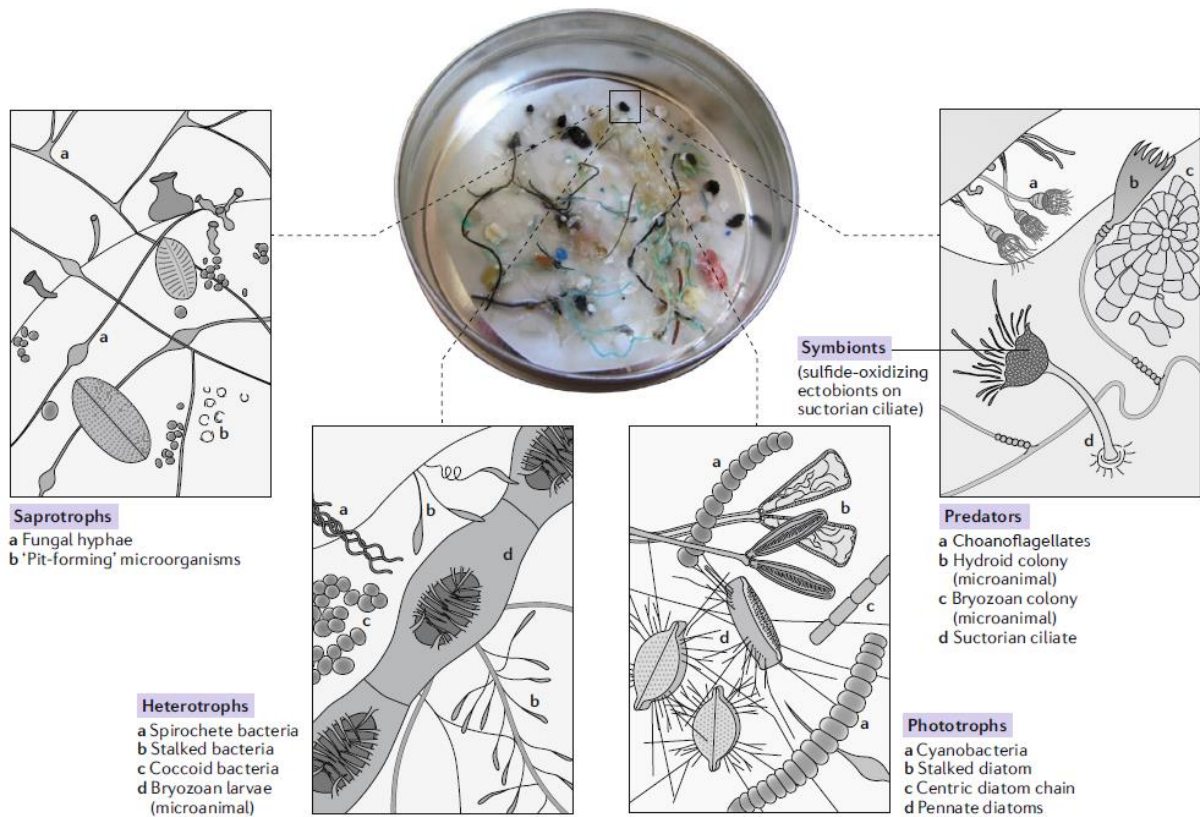 a
a
c
b
Saprotrophs
a Fungal hyphae
b ‘Pit-forming’ microorganisms
a
b
c
d
b
Heterotrophs
a Spirochete bacteria
b Stalked bacteria
c Coccoid bacteria
d Bryozoan larvae
(microanimal)
a
b
c
d
a
Phototrophs
a Cyanobacteria
b Stalked diatom
c Centric diatom chain
d Pennate diatoms
Symbionts
(sulfide-oxidizing
ectobionts on
suctorian ciliate)
a
b
c
d
Predators
a Choanoflagellates
b Hydroid colony
(microanimal)
c Bryozoan colony
(microanimal)
d Suctorian ciliate